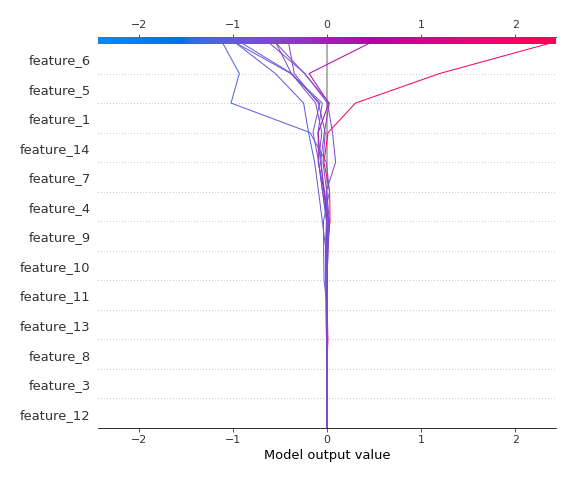 −2 −1 0 1 2
feature_6
feature_5
feature_1
feature_14
feature_7
feature_4
feature_9
feature_10
feature_11
feature_13
feature_8
feature_3
feature_12
−2 −1 0 1 2
Model output value